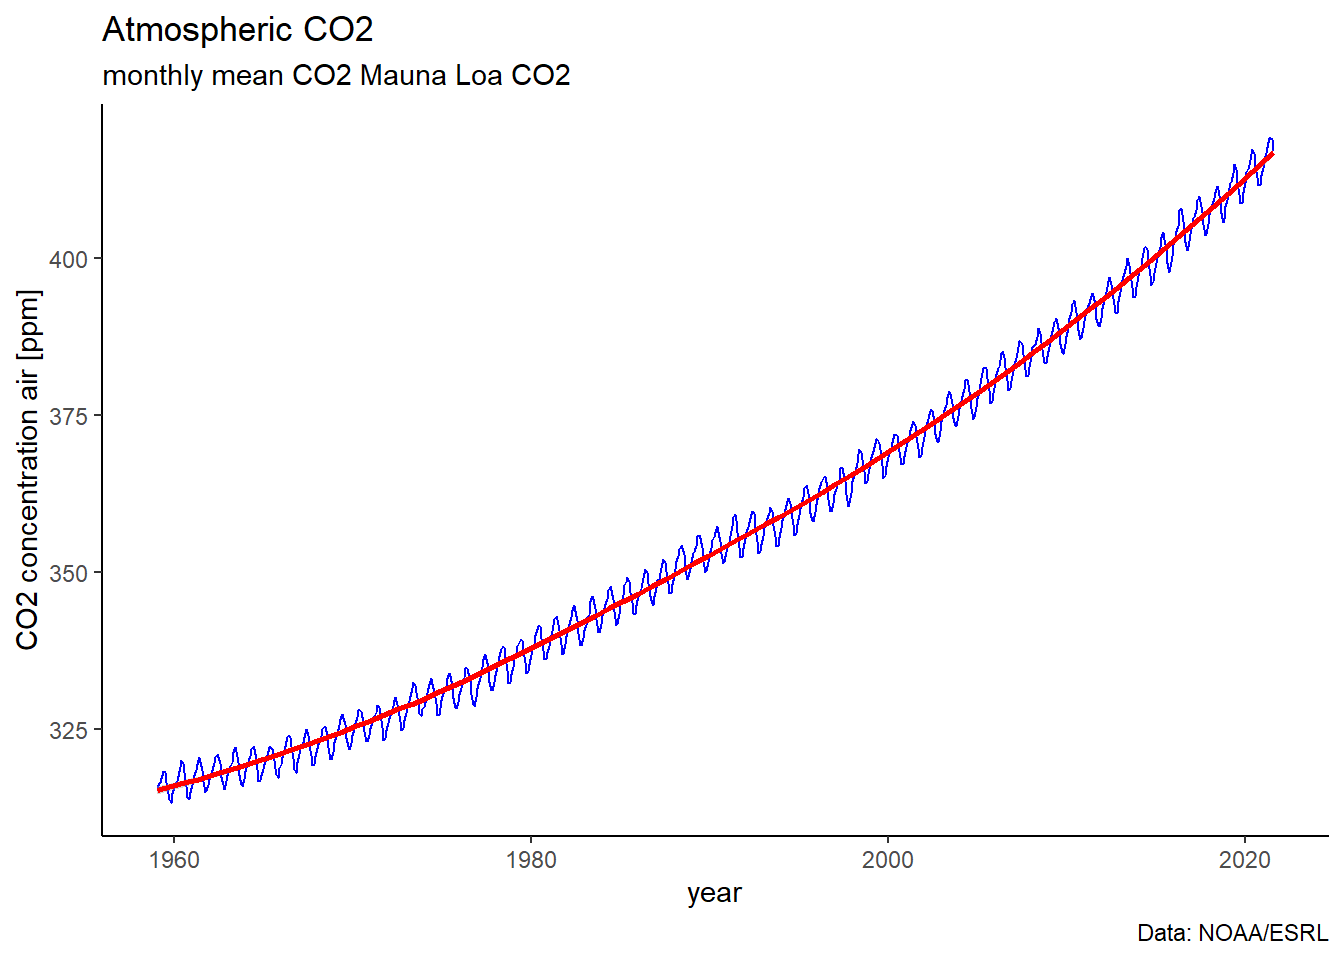 Atmospheric CO2
monthly mean CO2 Mauna Loa CO2
CO2 concentration air [ppm]
400
375
350
325
1960
1980
2000
2020
year
Data: NOAA/ESRL